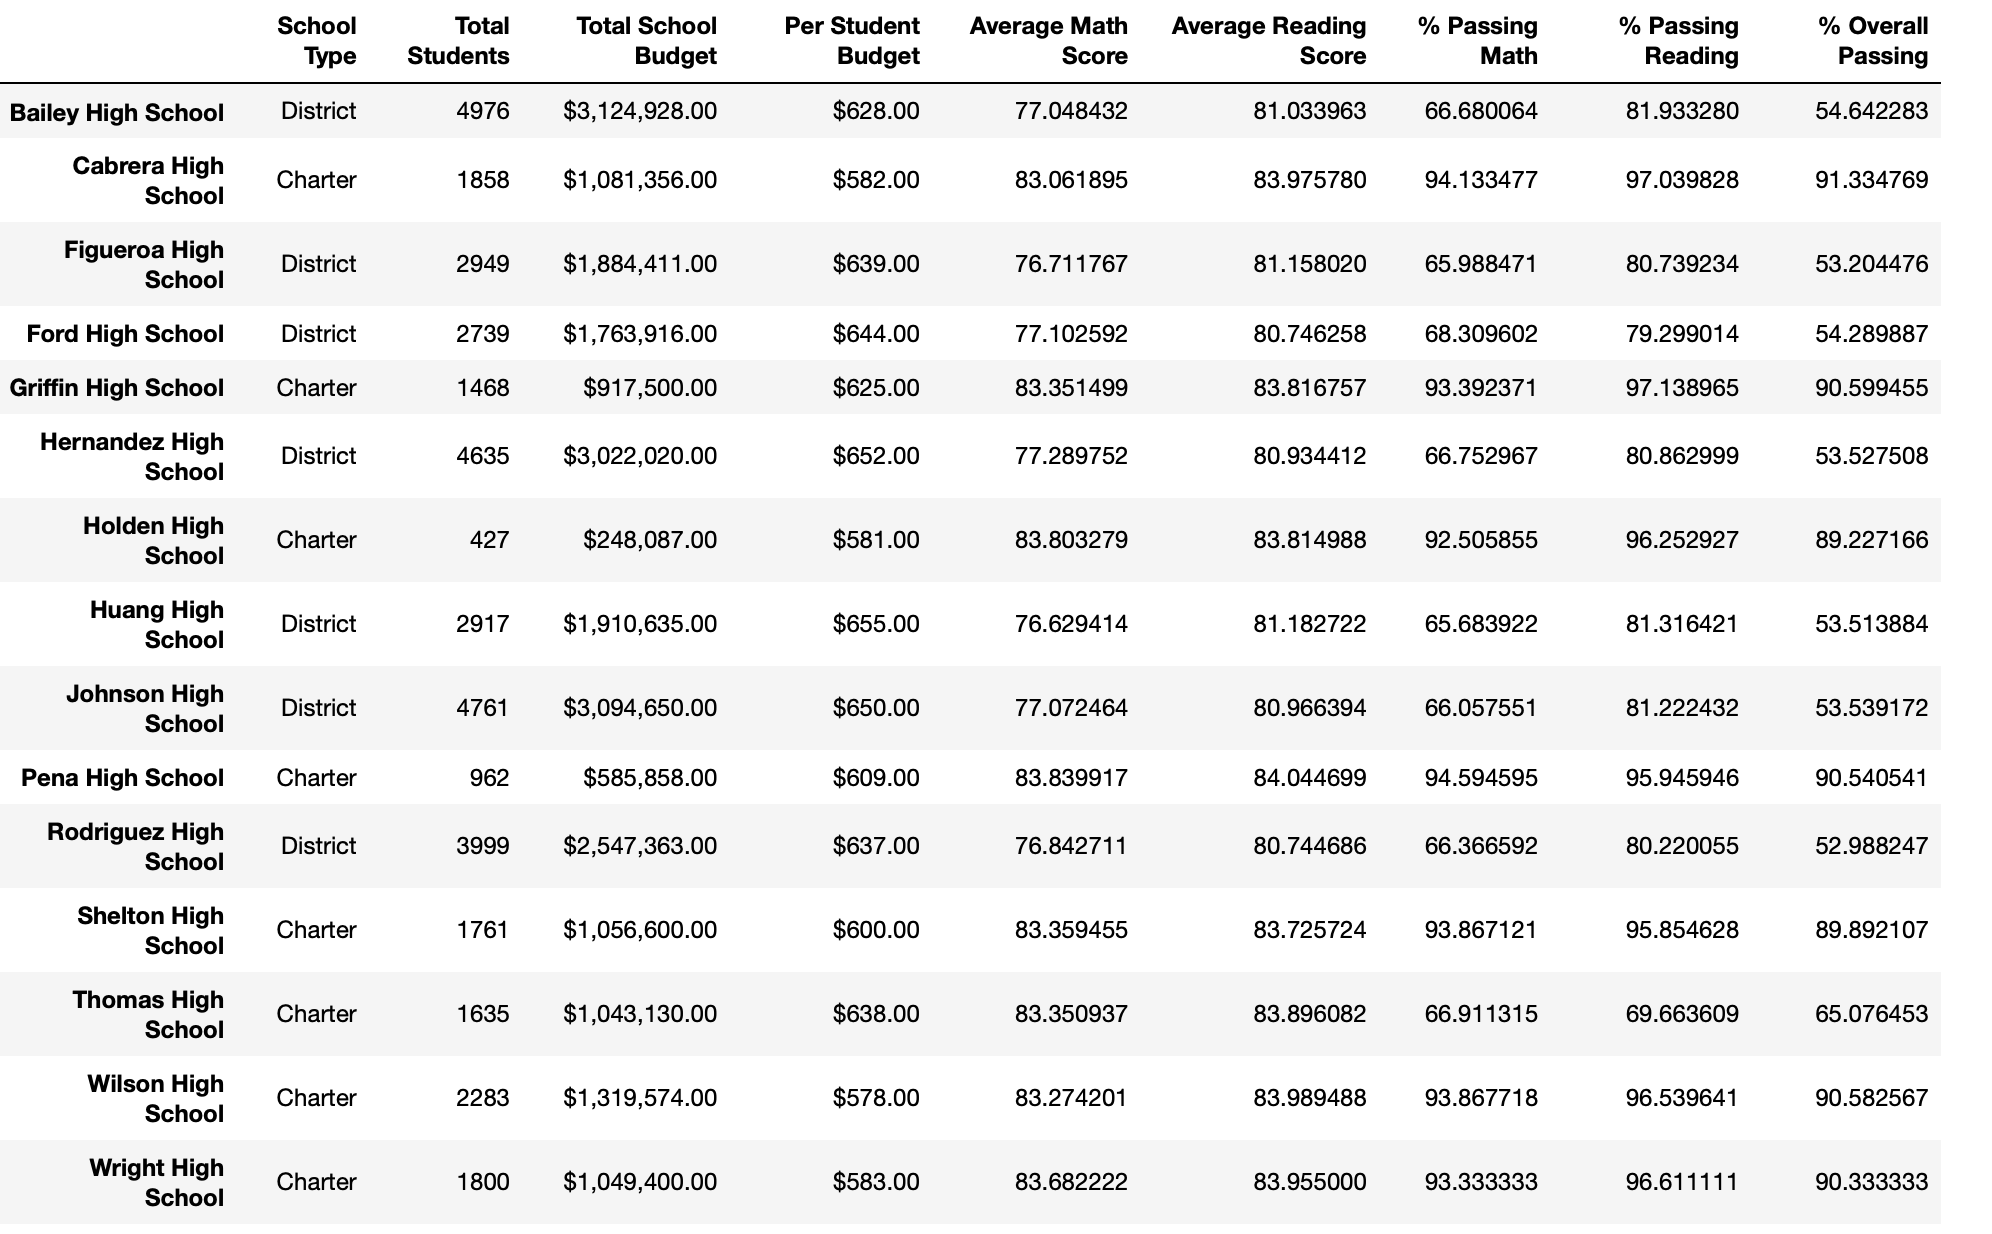 School Type Total Students Total School Budget Per Student Budget Average Math Score Average Reading Score % Passing Math % Passing Reading % Overall Passing
Bailey High School District 4976 $3,124,928.00 $628.00 77.048432 81.033963 66.680064 81.933280 54.642283
Cabrera High School Charter 1858 $1,081,356.00 $582.00 83.061895 83.975780 94.133477 97.039828 91.334769
Figueroa High School District 2949 $1,884,411.00 $639.00 76.711767 81.158020 65.988471 80.739234 53.204476
Ford High School District 2739 $1,763,916.00 $644.00 77.102592 80.746258 68.309602 79.299014 54.289887
Griffin High School Charter 1468 $917,500.00 $625.00 83.351499 83.816757 93.392371 97.138965 90.599455
Hernandez High School District 4635 $3,022,020.00 $652.00 77.289752 80.934412 66.752967 80.862999 53.527508
Holden High School Charter 427 $248,087.00 $581.00 83.803279 83.814988 92.505855 96.252927 89.227166
Huang High School District 2917 $1,910,635.00 $655.00 76.629414 81.182722 65.683922 81.316421 53.513884
Johnson High School District 4761 $3,094,650.00 $650.00 77.072464 80.966394 66.057551 81.222432 53.539172
Pena High School Charter 962 $585,858.00 $609.00 83.839917 84.044699 94.594595 95.945946 90.540541
Rodriguez High School District 3999 $2,547,363.00 $637.00 76.842711 80.744686 66.366592 80.220055 52.988247
Shelton High School Charter 1761 $1,056,600.00 $600.00 83.359455 83.725724 93.867121 95.854628 89.892107
Thomas High School Charter 1635 $1,043,130.00 $638.00 83.350937 83.896082 66.911315 69.663609 65.076453
Wilson High School Charter 2283 $1,319,574.00 $578.00 83.274201 83.989488 93.867718 96.539641 90.582567
Wright High School Charter 1800 $1,049,400.00 $583.00 83.682222 83.955000 93.333333 96.611111 90.333333